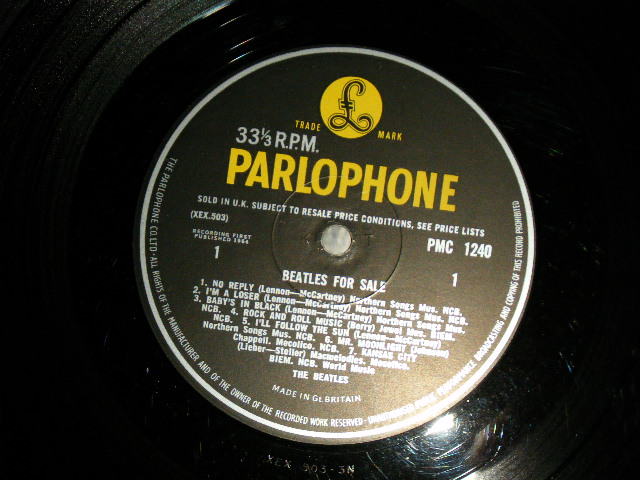 £
TRADE MARK
33⅓ R.P.M.
PARLOPHONE
SOLD IN U.K. SUBJECT TO RESALE PRICE CONDITIONS, SEE PRICE LISTS
(XEX.503)
RECORDING FIRST
PUBLISHED 1964
PMC 1240
1
1
BEATLES FOR SALE
1. NO REPLY (Lennon—McCartney) Northern Songs Mus. NCB.
2. I'M A LOSER (Lennon—McCartney) Northern Songs Mus. NCB.
3. BABY'S IN BLACK (Lennon—McCartney) Northern Songs Mus.
NCB. 4. ROCK AND ROLL MUSIC (Berry) Jewel Mus. BIEM.
NCB. 5. I'LL FOLLOW THE SUN (Lennon—McCartney)
Northern Songs Mus. NCB. 6. MR. MOONLIGHT (Johnson)
Chappell. Mecolico. NCB. 7. KANSAS CITY
(Lieber—Stoller) Macmelodies. Mecolico.
BIEM. NCB. World Music
THE BEATLES
MADE IN GT. BRITAIN
THE PARLOPHONE CO. LTD·ALL RIGHTS OF THE MANUFACTURER AND OF THE OWNER OF THE RECORDED WORK RESERVED·UNAUTHORISED PUBLIC PERFORMANCE BROADCASTING AND COPYING OF THIS RECORD PROHIBITED
XEX 503-3N